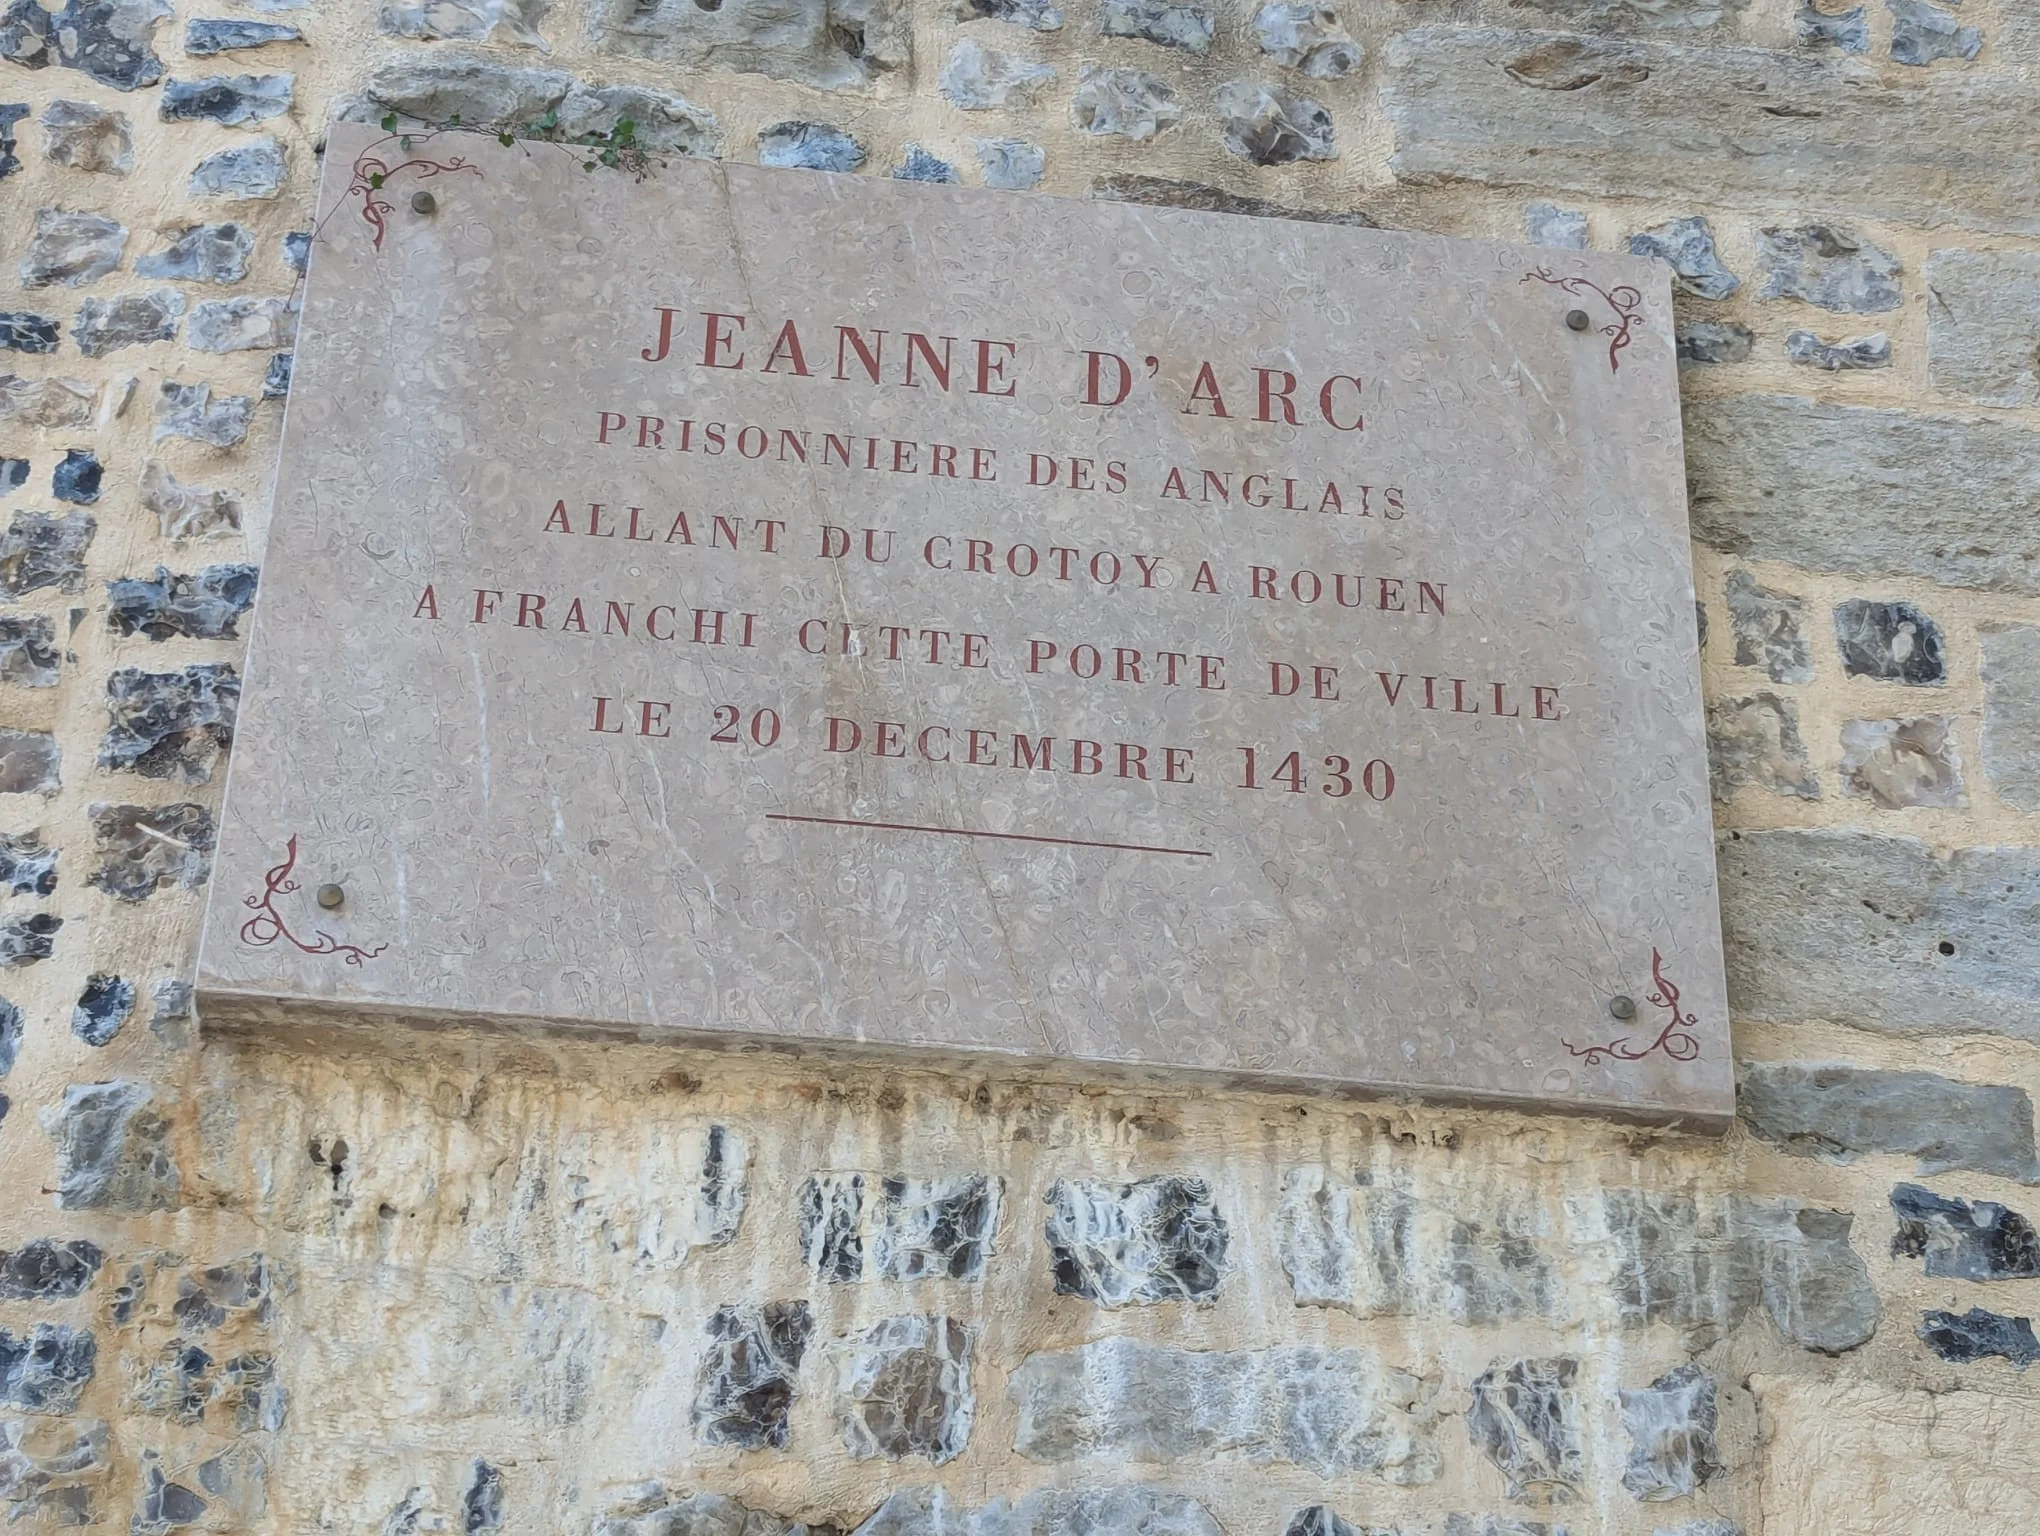 JEANNE D'ARC
PRISONNIERE DES ANGLAIS
ALLANT DU CROTOY A ROUEN
A FRANCHI CETTE PORTE DE VILLE
LE 20 DECEMBRE 1430